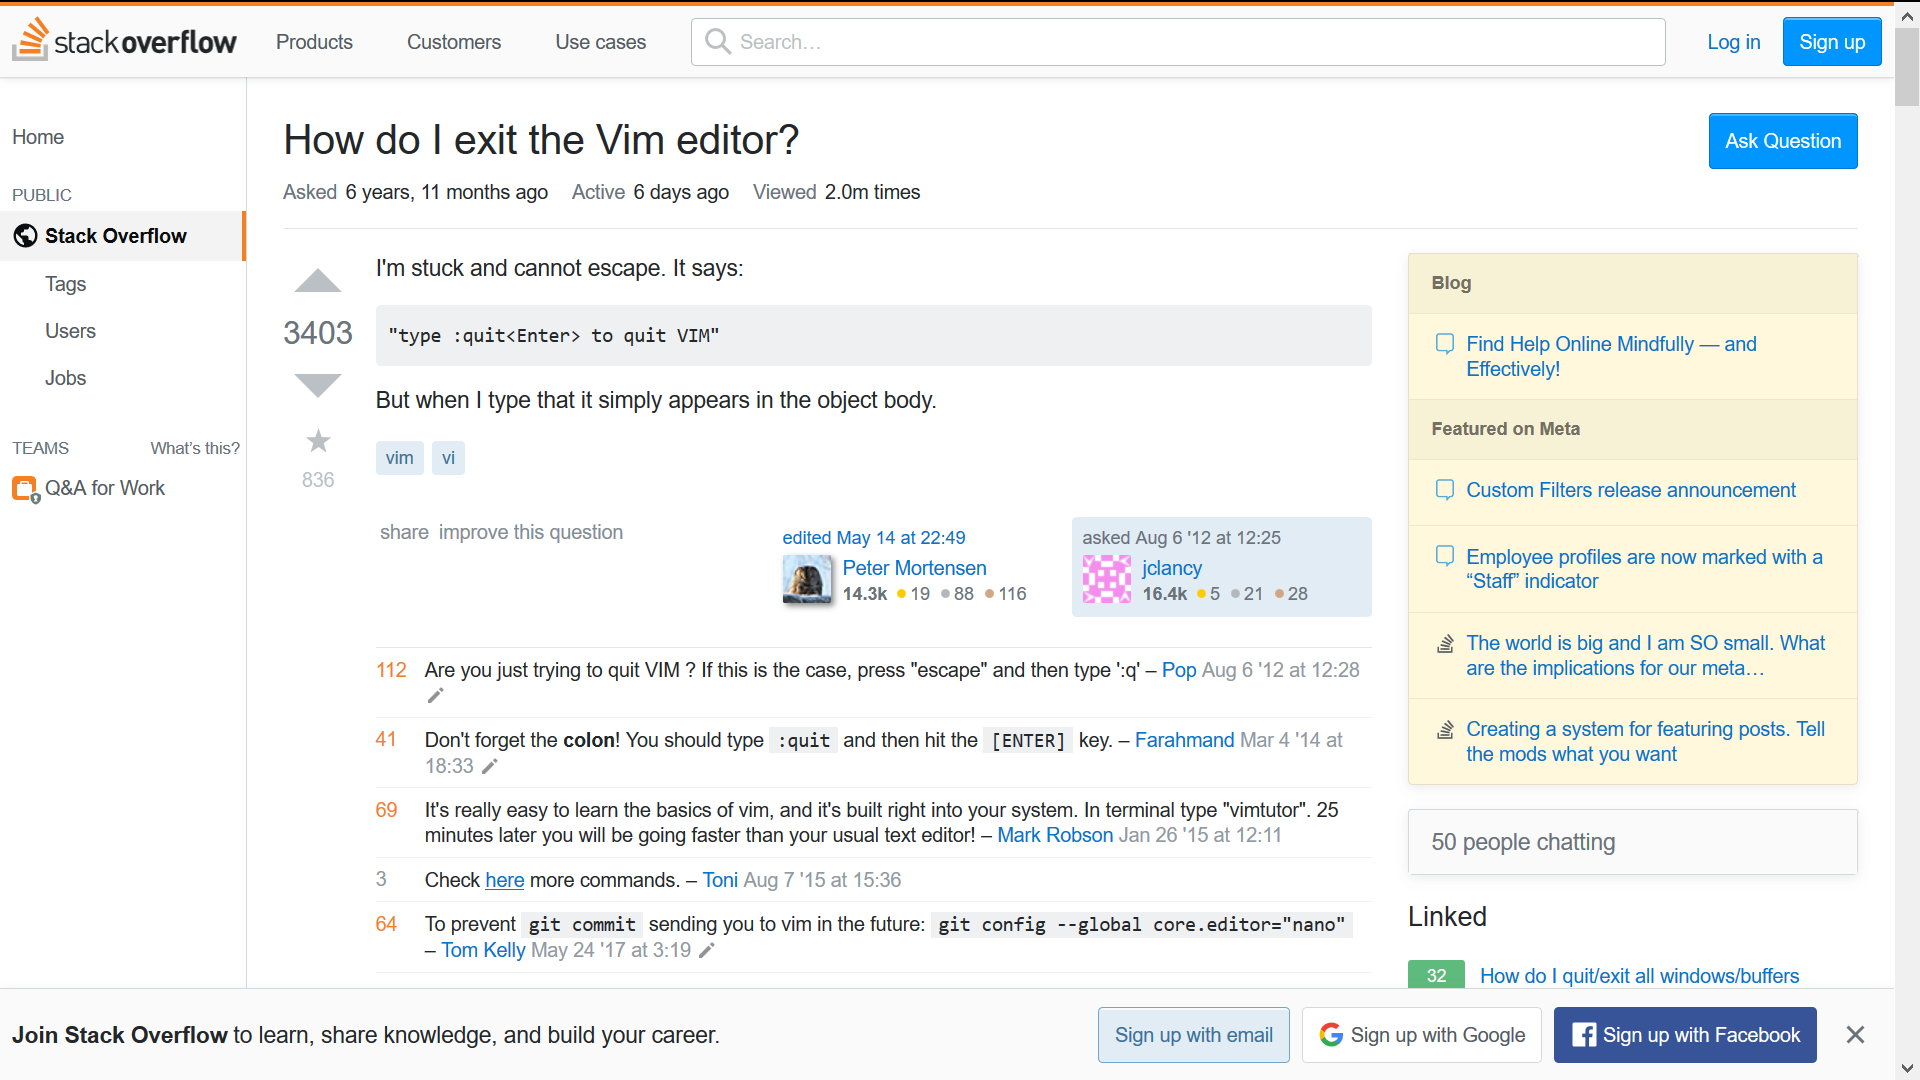 stackoverflow
Products
Customers
Use cases
Search…
Log in
Sign up
Home
PUBLIC
Stack Overflow
Tags
Users
Jobs
TEAMS
What's this?
Q&A for Work
How do I exit the Vim editor?
Ask Question
Asked 6 years, 11 months ago Active 6 days ago Viewed 2.0m times
3403
836
I'm stuck and cannot escape. It says:
"type :quit<Enter> to quit VIM"
But when I type that it simply appears in the object body.
vim vi
share improve this question
edited May 14 at 22:49
Peter Mortensen
14.3k 19 88 116
asked Aug 6 '12 at 12:25
jclancy
16.4k 5 21 28
112 Are you just trying to quit VIM ? If this is the case, press "escape" and then type ':q' – Pop Aug 6 '12 at 12:28
41 Don't forget the colon! You should type :quit and then hit the [ENTER] key. – Farahmand Mar 4 '14 at
18:33
69 It's really easy to learn the basics of vim, and it's built right into your system. In terminal type "vimtutor". 25
minutes later you will be going faster than your usual text editor! – Mark Robson Jan 26 '15 at 12:11
3 Check here more commands. – Toni Aug 7 '15 at 15:36
64 To prevent git commit sending you to vim in the future: git config --global core.editor="nano"
– Tom Kelly May 24 '17 at 3:19
Blog
Find Help Online Mindfully — and
Effectively!
Featured on Meta
Custom Filters release announcement
Employee profiles are now marked with a
“Staff” indicator
The world is big and I am SO small. What
are the implications for our meta…
Creating a system for featuring posts. Tell
the mods what you want
50 people chatting
Linked
32 How do I quit/exit all windows/buffers
Join Stack Overflow to learn, share knowledge, and build your career.
Sign up with email
Sign up with Google
Sign up with Facebook